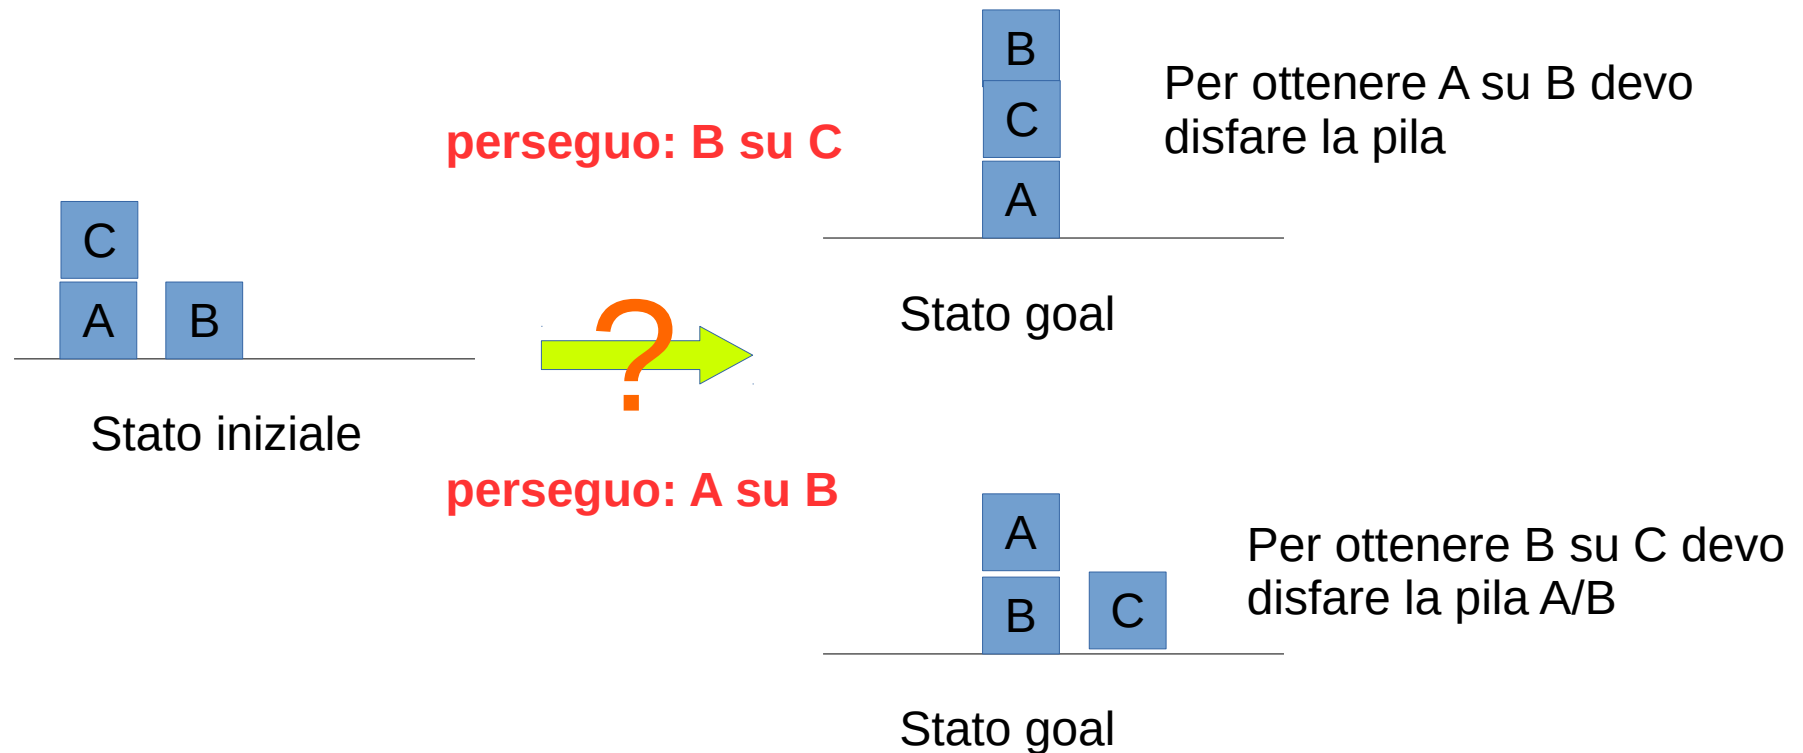 C
A
B
Stato iniziale
perseguo: B su C
?
perseguo: A su B
B
C
A
Stato goal
Per ottenere A su B devo
disfare la pila
A
B
C
Stato goal
Per ottenere B su C devo
disfare la pila A/B